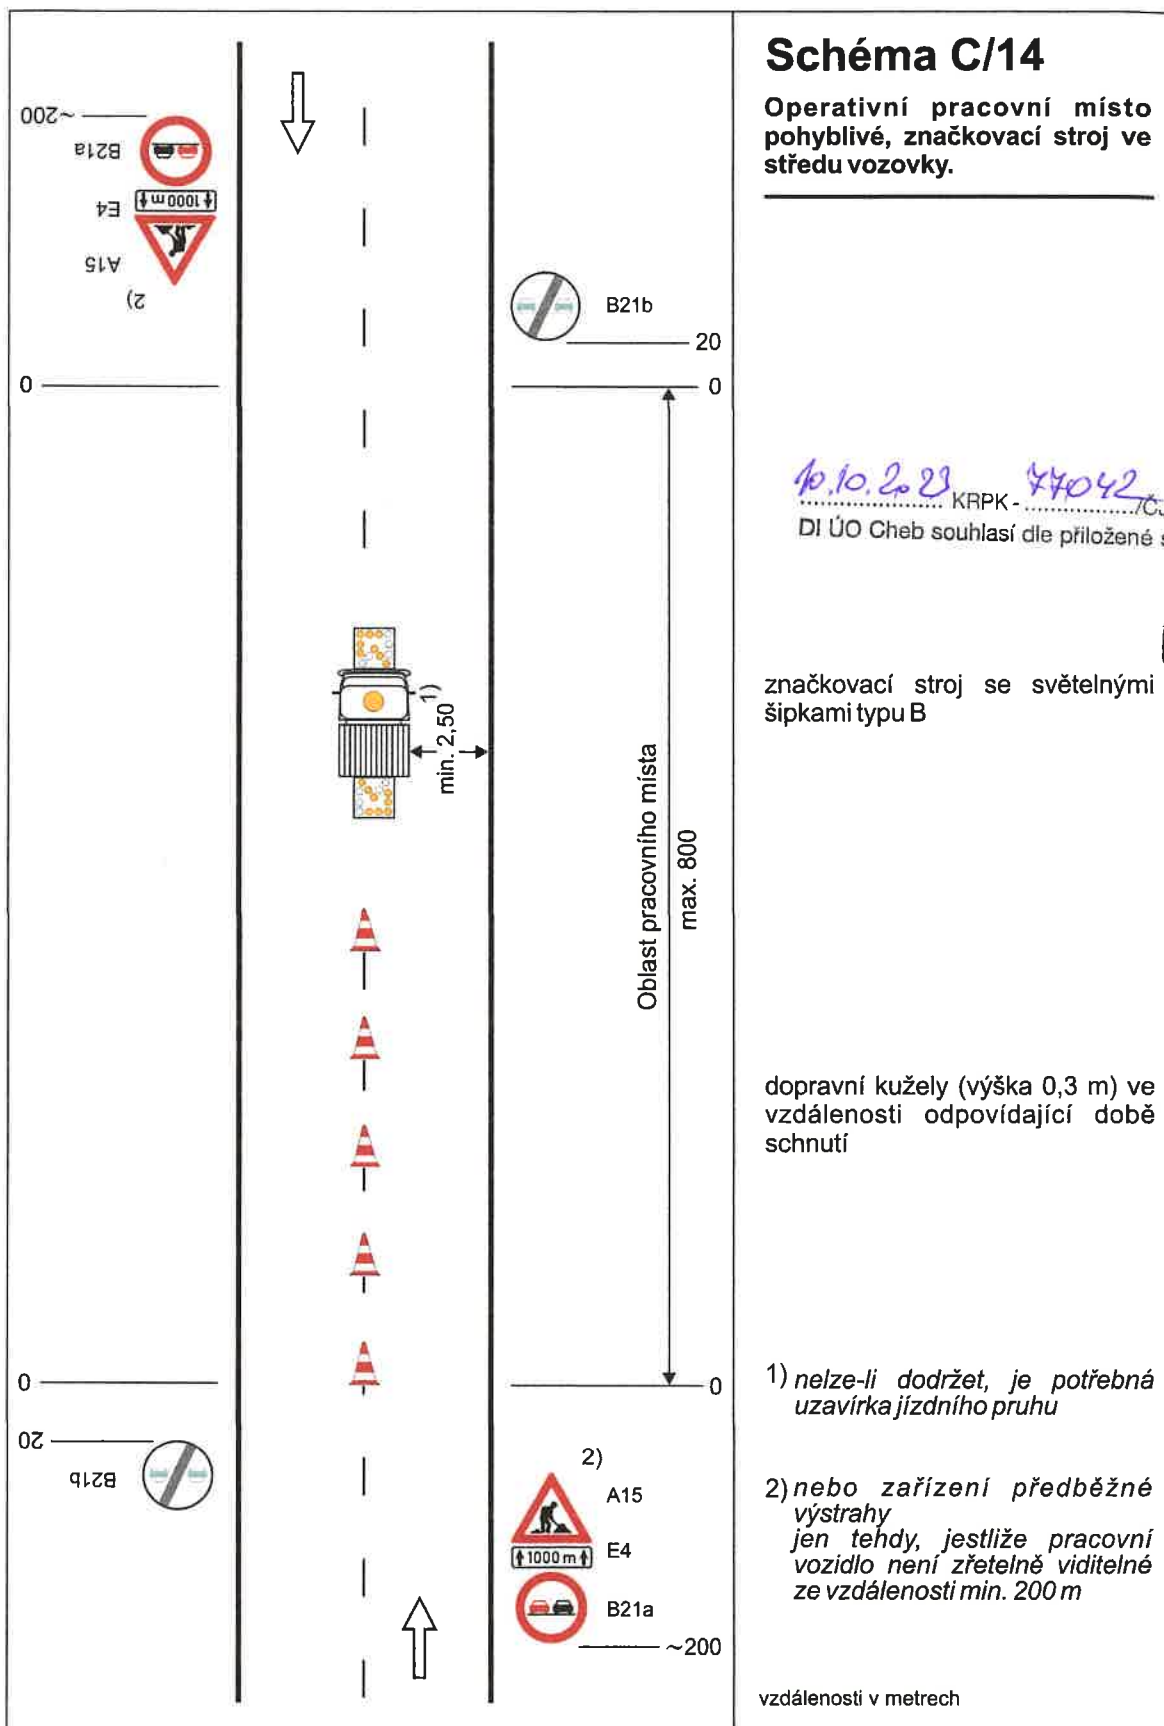 Schéma C/14
Operativní pracovní místo
pohyblivé, značkovací stroj ve
středu vozovky.
~200
B21a
1000 m
E4
A15
2)
B21b
20
0
0
10.10.2023 KRPK - 77042 /ČJ
DI ÚO Cheb souhlasí dle přiložené s
1)
min. 2,50
značkovací stroj se světelnými
šipkami typu B
Oblast pracovního místa
max. 800
dopravní kužely (výška 0,3 m) ve
vzdálenosti odpovídající době
schnutí
0
0
20
B21b
2)
A15
1000 m
E4
B21a
~200
1) nelze-li dodržet, je potřebná
uzavírka jízdního pruhu
2) nebo zařízení předběžné
výstrahy
jen tehdy, jestliže pracovní
vozidlo není zřetelně viditelné
ze vzdálenosti min. 200 m
vzdálenosti v metrech